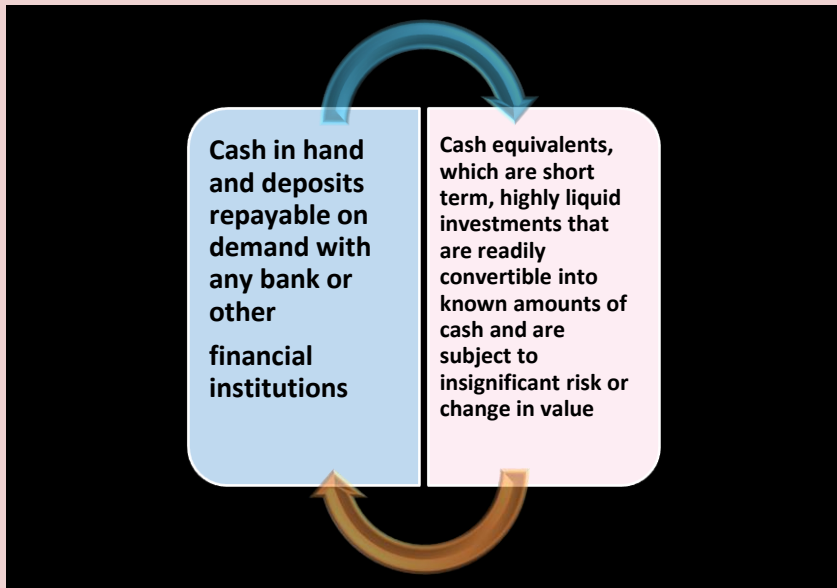 Cash in hand
and deposits
repayable on
demand with
any bank or
other
financial
institutions
Cash equivalents,
which are short
term, highly liquid
investments that
are readily
convertible into
known amounts of
cash and are
subject to
insignificant risk or
change in value